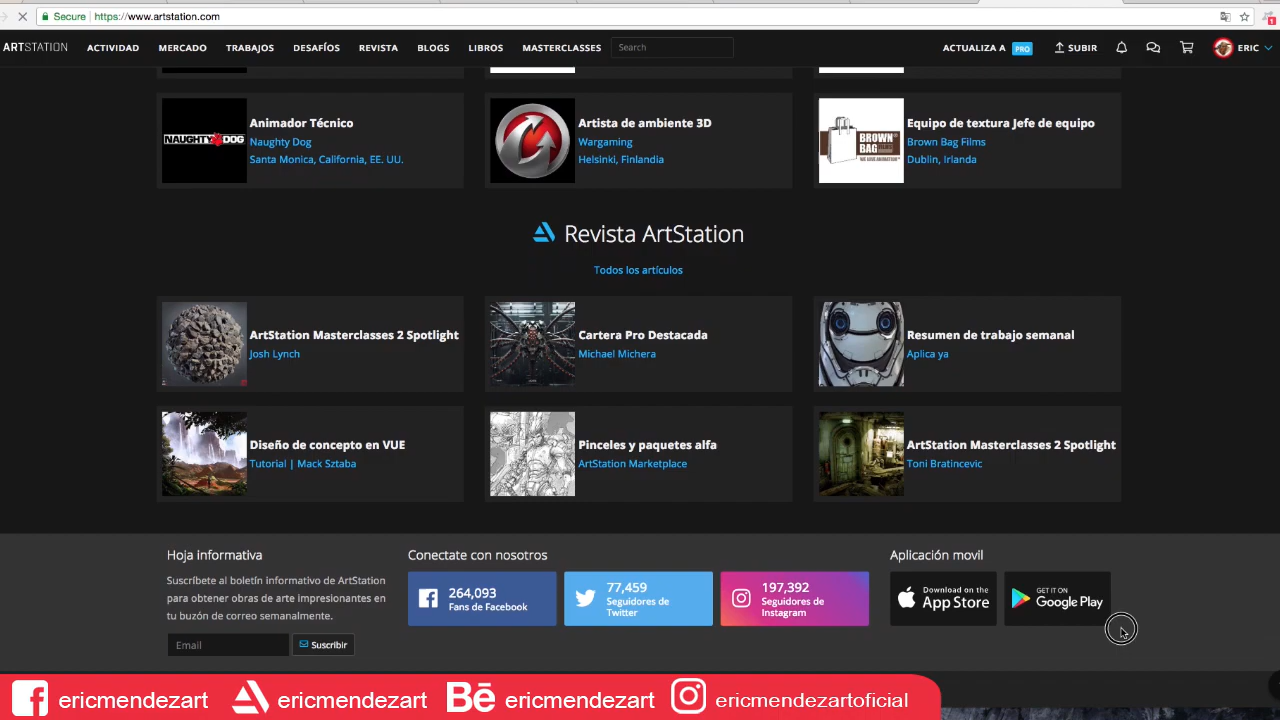 Secure https://www.artstation.com
ARTSTATION ACTIVIDAD MERCADO TRABAJOS DESAFÍOS REVISTA BLOGS LIBROS MASTERCLASSES Search ACTUALIZA A PRO SUBIR ERIC
Animador Técnico
Naughty Dog
Santa Monica, California, EE. UU.
NAUGHTY DOG
Artista de ambiente 3D
Wargaming
Helsinki, Finlandia
Equipo de textura Jefe de equipo
Brown Bag Films
Dublin, Irlanda
BROWN
BAG
Revista ArtStation
Todos los artículos
ArtStation Masterclasses 2 Spotlight
Josh Lynch
Cartera Pro Destacada
Michael Michera
Resumen de trabajo semanal
Aplica ya
Diseño de concepto en VUE
Tutorial | Mack Sztaba
Pinceles y paquetes alfa
ArtStation Marketplace
ArtStation Masterclasses 2 Spotlight
Toni Bratincevic
Hoja informativa
Suscríbete al boletín informativo de ArtStation
para obtener obras de arte impresionantes en
tu buzón de correo semanalmente.
Email Suscribir
Conectate con nosotros
264,093
Fans de Facebook
77,459
Seguidores de
Twitter
197,392
Seguidores de
Instagram
Aplicación movil
Download on the
App Store
GET IT ON
Google Play
ericmendezart ericmendezart Bē ericmendezart ericmendezartoficial